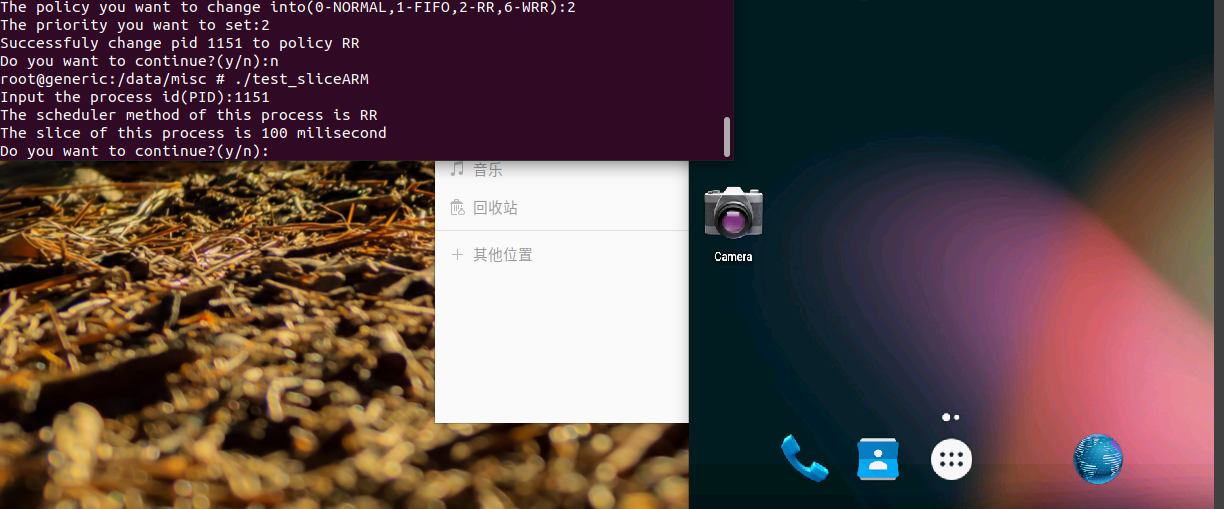 The policy you want to change into(0-NORMAL,1-FIFO,2-RR,6-WRR):2
The priority you want to set:2
Successfuly change pid 1151 to policy RR
Do you want to continue?(y/n):n
root@generic:/data/misc # ./test_sliceARM
Input the process id(PID):1151
The scheduler method of this process is RR
The slice of this process is 100 milisecond
Do you want to continue?(y/n):
音乐
回收站
其他位置
Camera